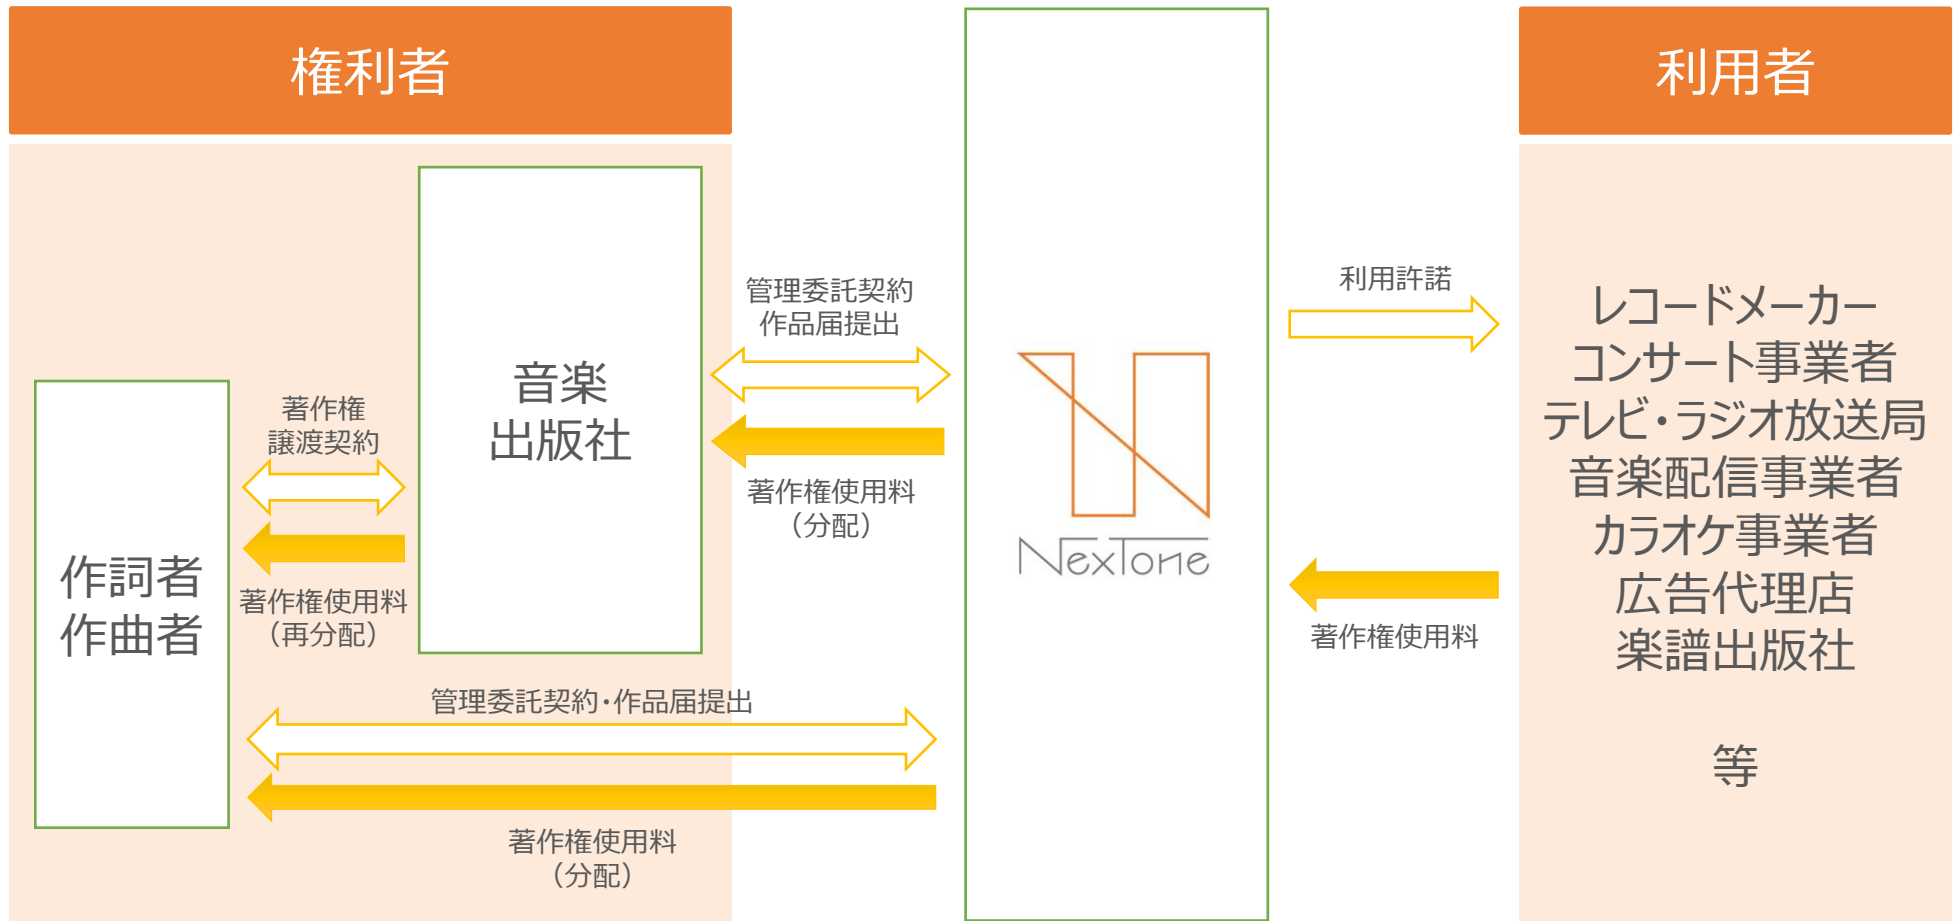 権利者
利用者
作詞者
作曲者
著作権
譲渡契約
著作権使用料
（再分配）
音楽
出版社
管理委託契約
作品届提出
著作権使用料
（分配）
管理委託契約・作品届提出
著作権使用料
（分配）
NexTone
利用許諾
著作権使用料
レコードメーカー
コンサート事業者
テレビ・ラジオ放送局
音楽配信事業者
カラオケ事業者
広告代理店
楽譜出版社
等